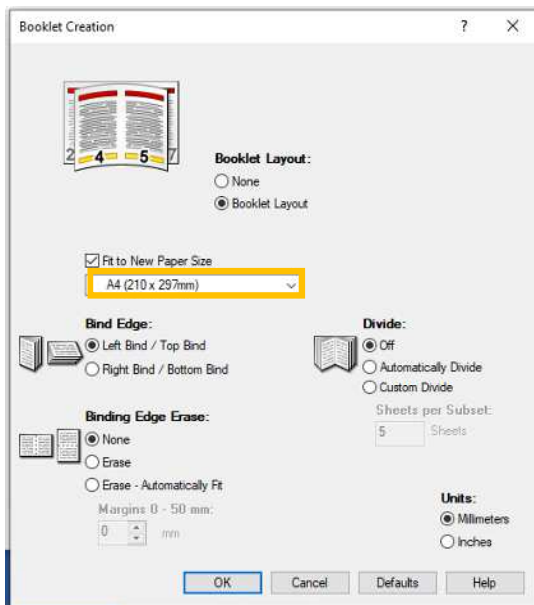 Booklet Creation
?
2 4 5 7
Booklet Layout:
None
Booklet Layout
Fit to New Paper Size
A4 (210 x 297mm)
Bind Edge:
Left Bind / Top Bind
Right Bind / Bottom Bind
Divide:
Off
Automatically Divide
Custom Divide
Sheets per Subset:
5 Sheets
Binding Edge Erase:
None
Erase
Erase - Automatically Fit
Margins 0 - 50 mm:
0 mm
Units:
Millimeters
Inches
OK Cancel Defaults Help